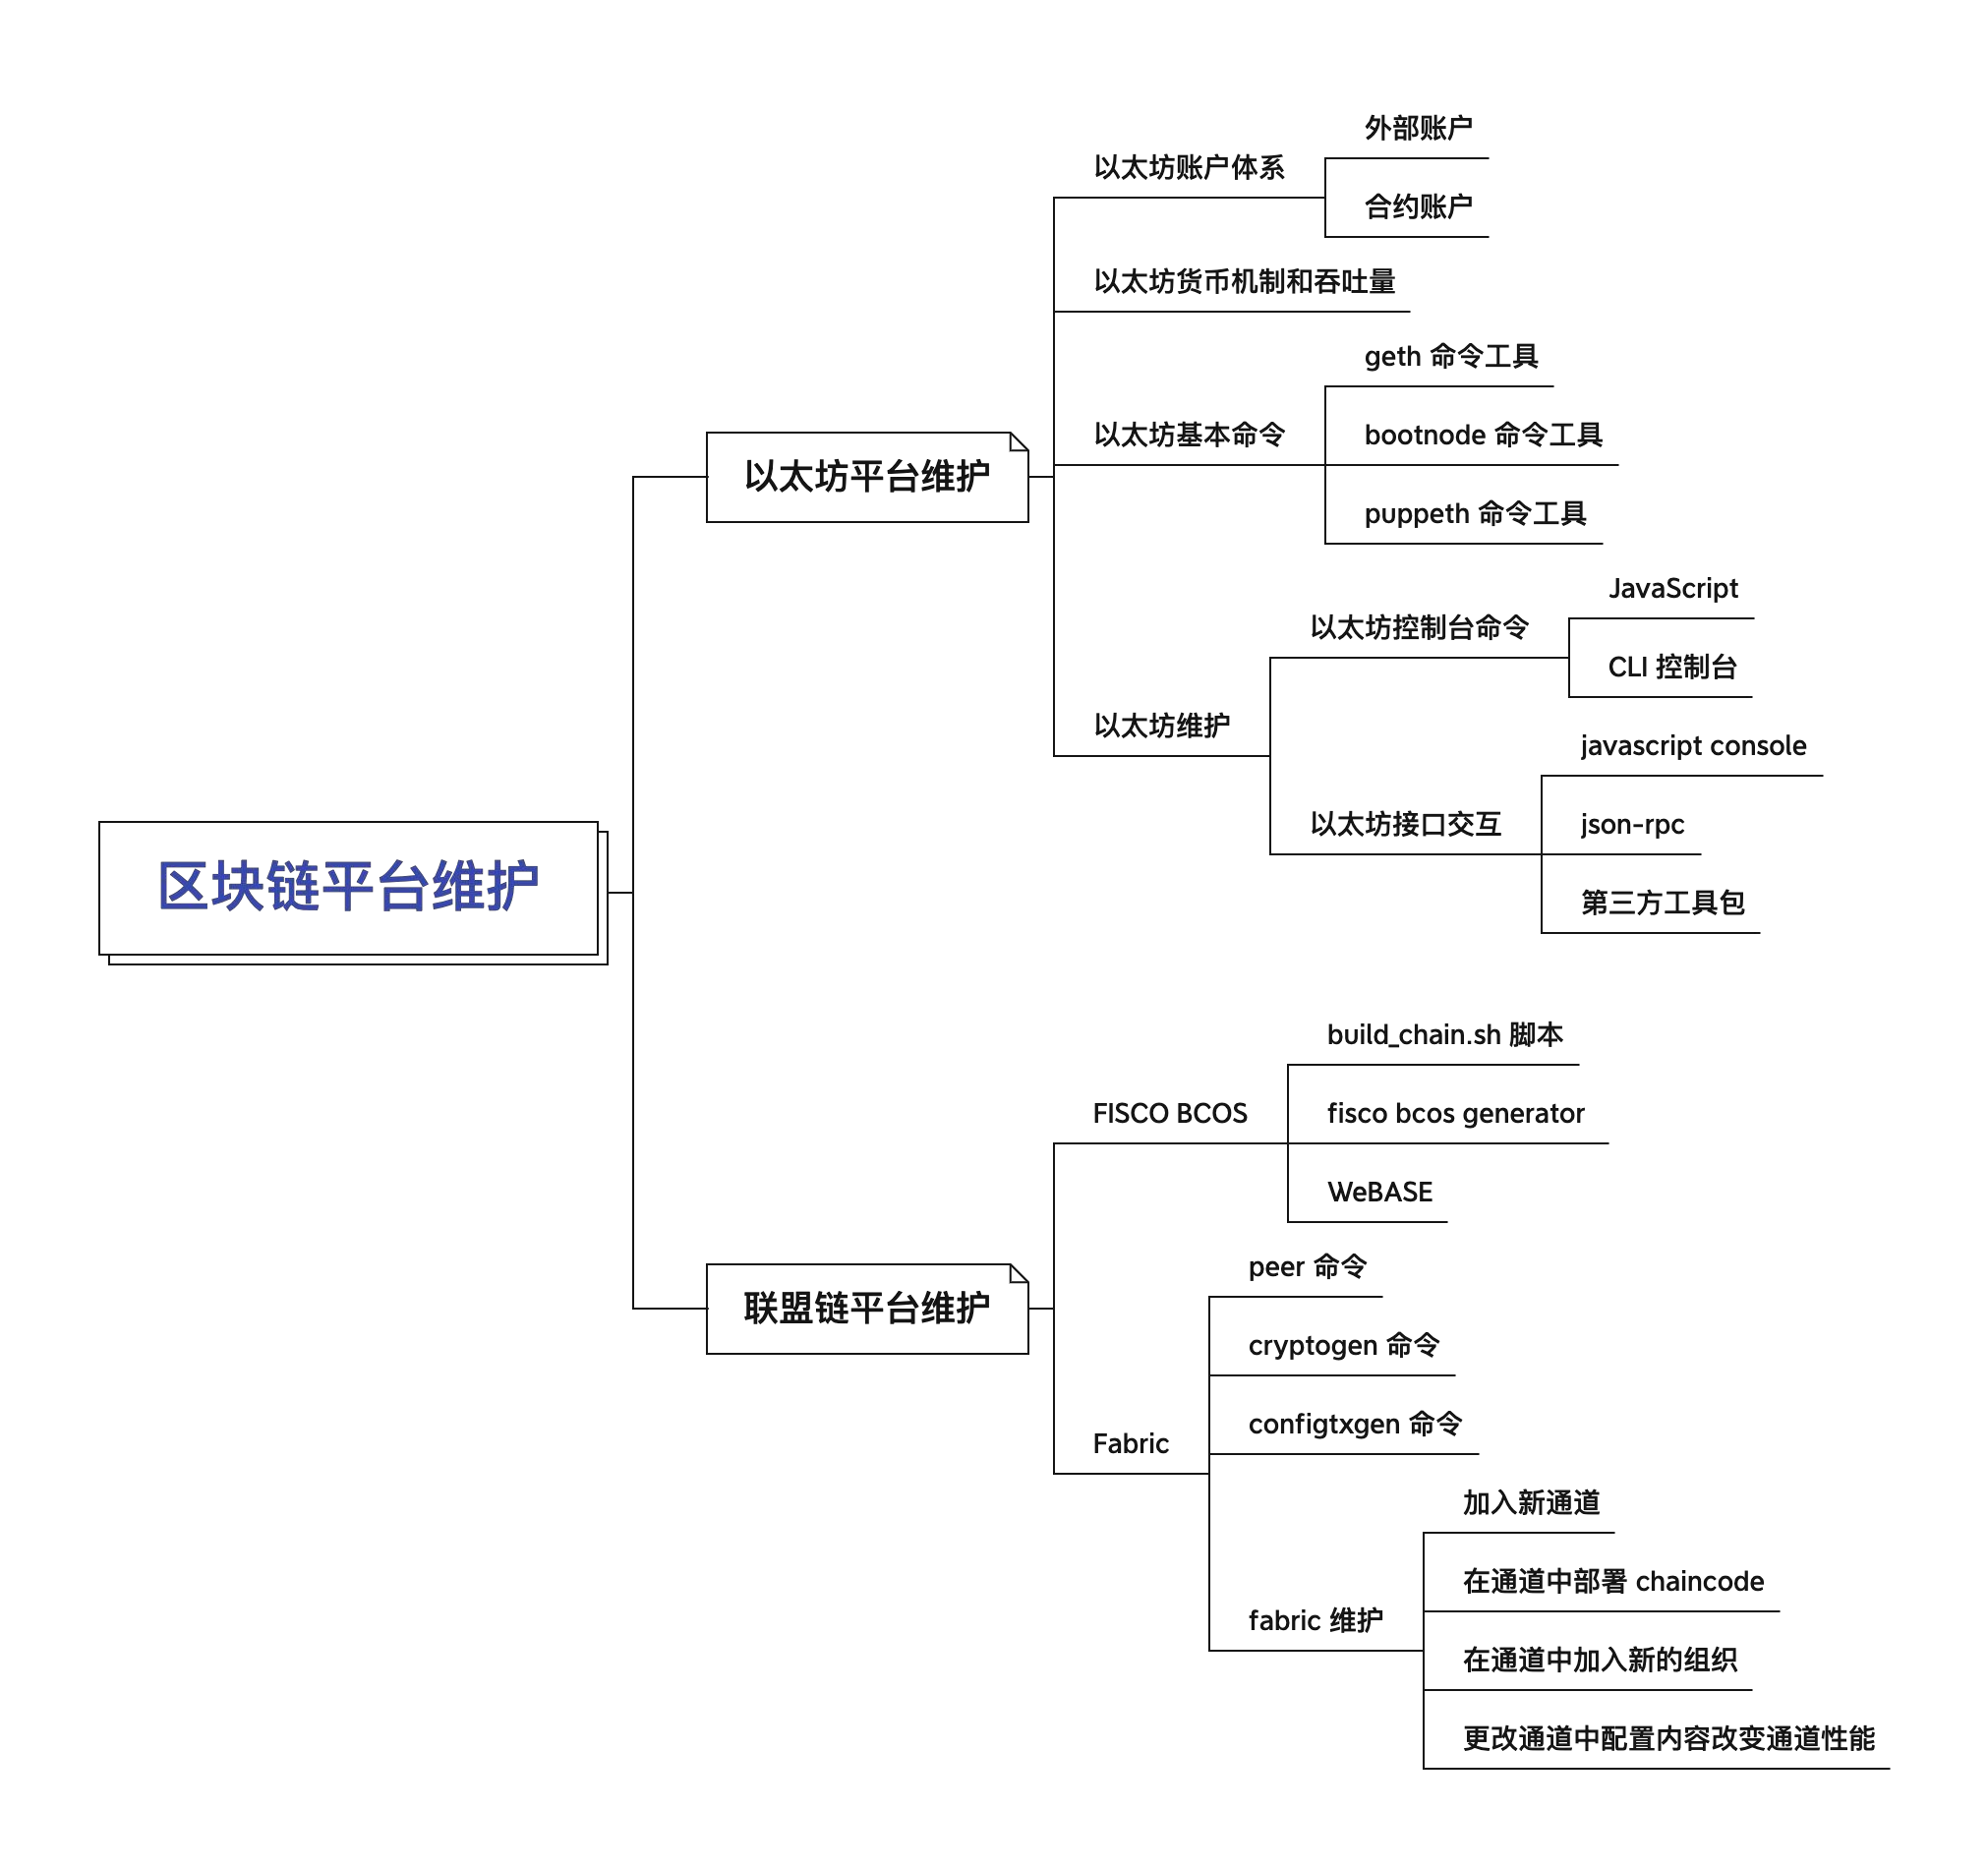 区块链平台维护
以太坊平台维护
以太坊账户体系
外部账户
合约账户
以太坊货币机制和吞吐量
以太坊基本命令
geth 命令工具
bootnode 命令工具
puppeth 命令工具
以太坊维护
以太坊控制台命令
JavaScript
CLI 控制台
以太坊接口交互
javascript console
json-rpc
第三方工具包
联盟链平台维护
FISCO BCOS
build_chain.sh 脚本
fisco bcos generator
WeBASE
Fabric
peer 命令
cryptogen 命令
configtxgen 命令
fabric 维护
加入新通道
在通道中部署 chaincode
在通道中加入新的组织
更改通道中配置内容改变通道性能